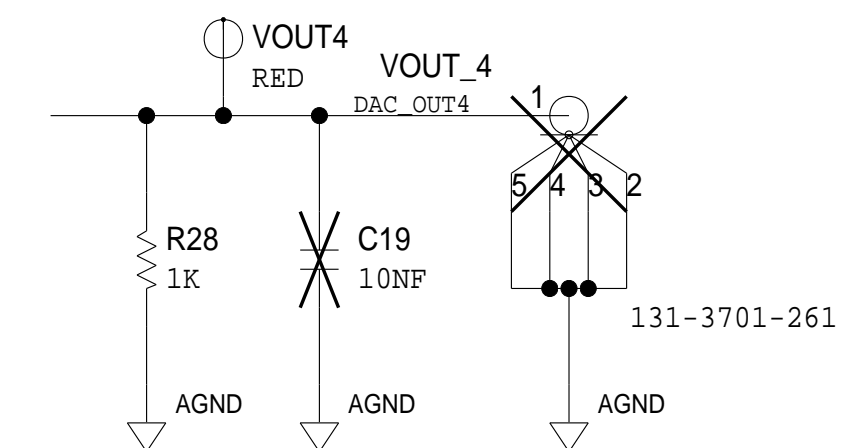 VOUT4
RED
VOUT_4
DAC_OUT4
1
5 4 3 2
R28
1K
C19
10NF
131-3701-261
AGND
AGND
AGND